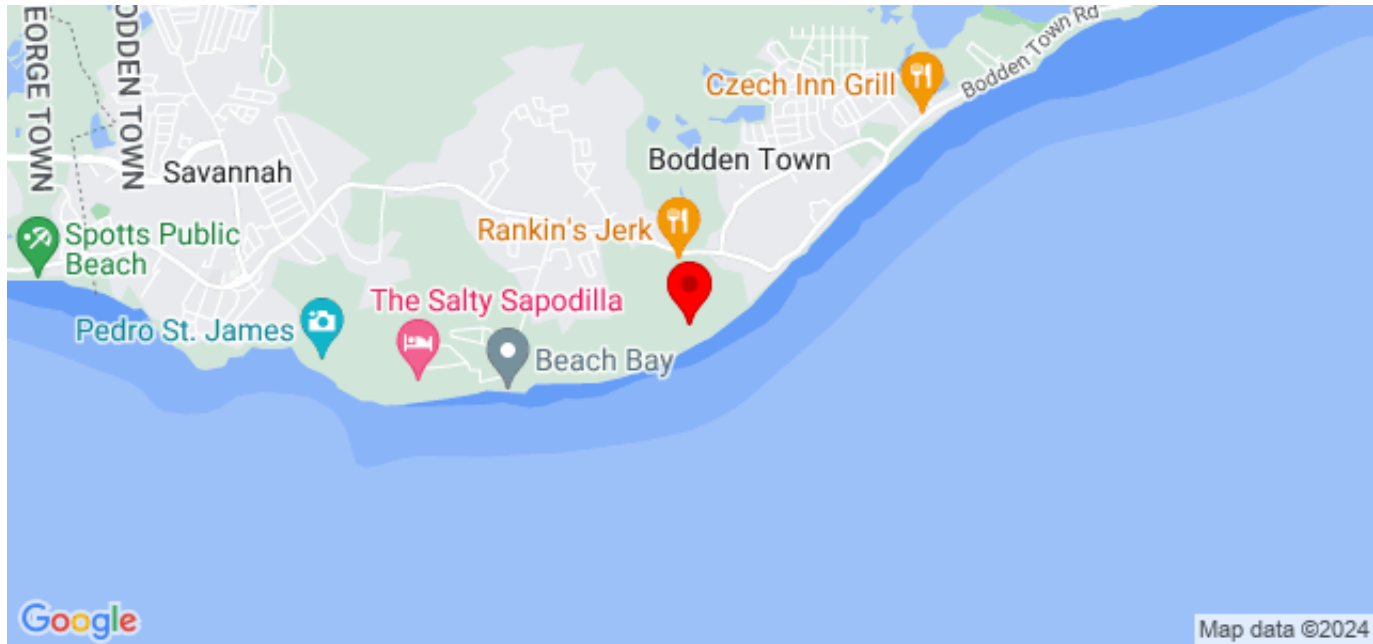 EORGE TOWN
ODDEN TOWN
Savannah
Czech Inn Grill
Bodden Town Rd
Bodden Town
Rankin's Jerk
Spotts Public
Beach
The Salty Sapodilla
Pedro St. James
Beach Bay
Google
Map data ©2024